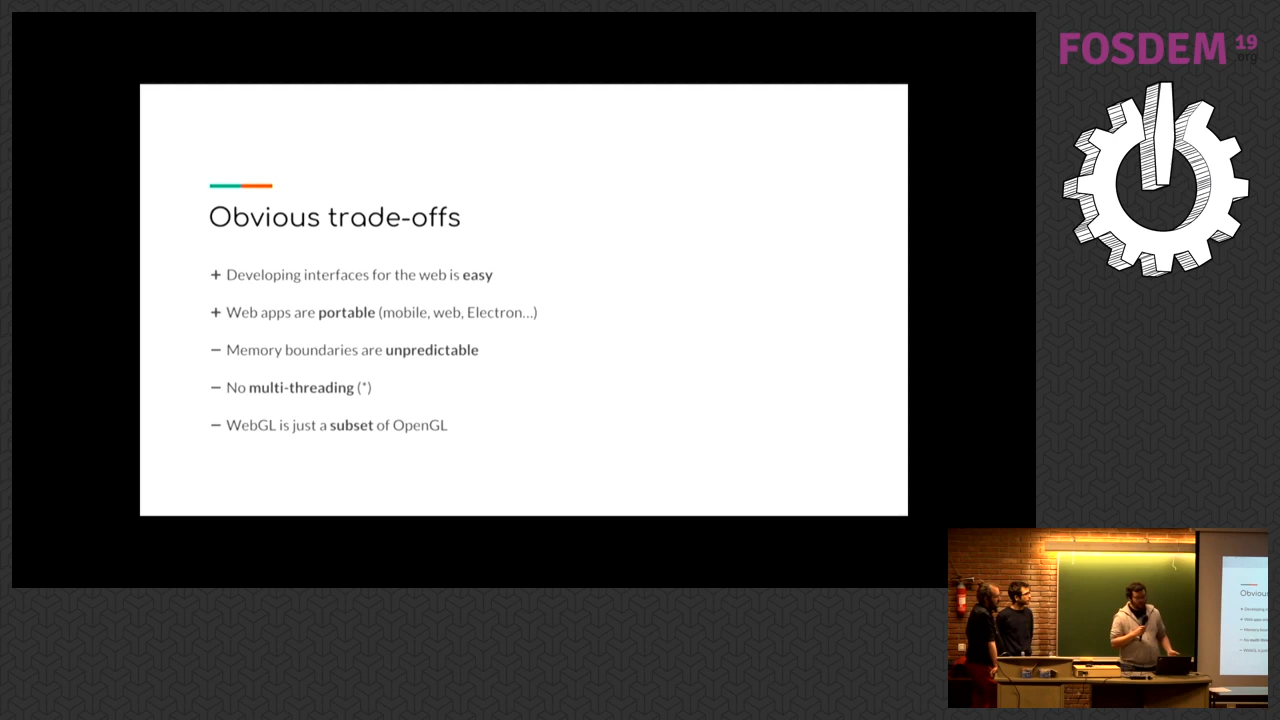 FOSDEM 19
.org
Obvious trade-offs
+ Developing interfaces for the web is easy
+ Web apps are portable (mobile, web, Electron...)
− Memory boundaries are unpredictable
− No multi-threading (*)
− WebGL is just a subset of OpenGL
Obvious